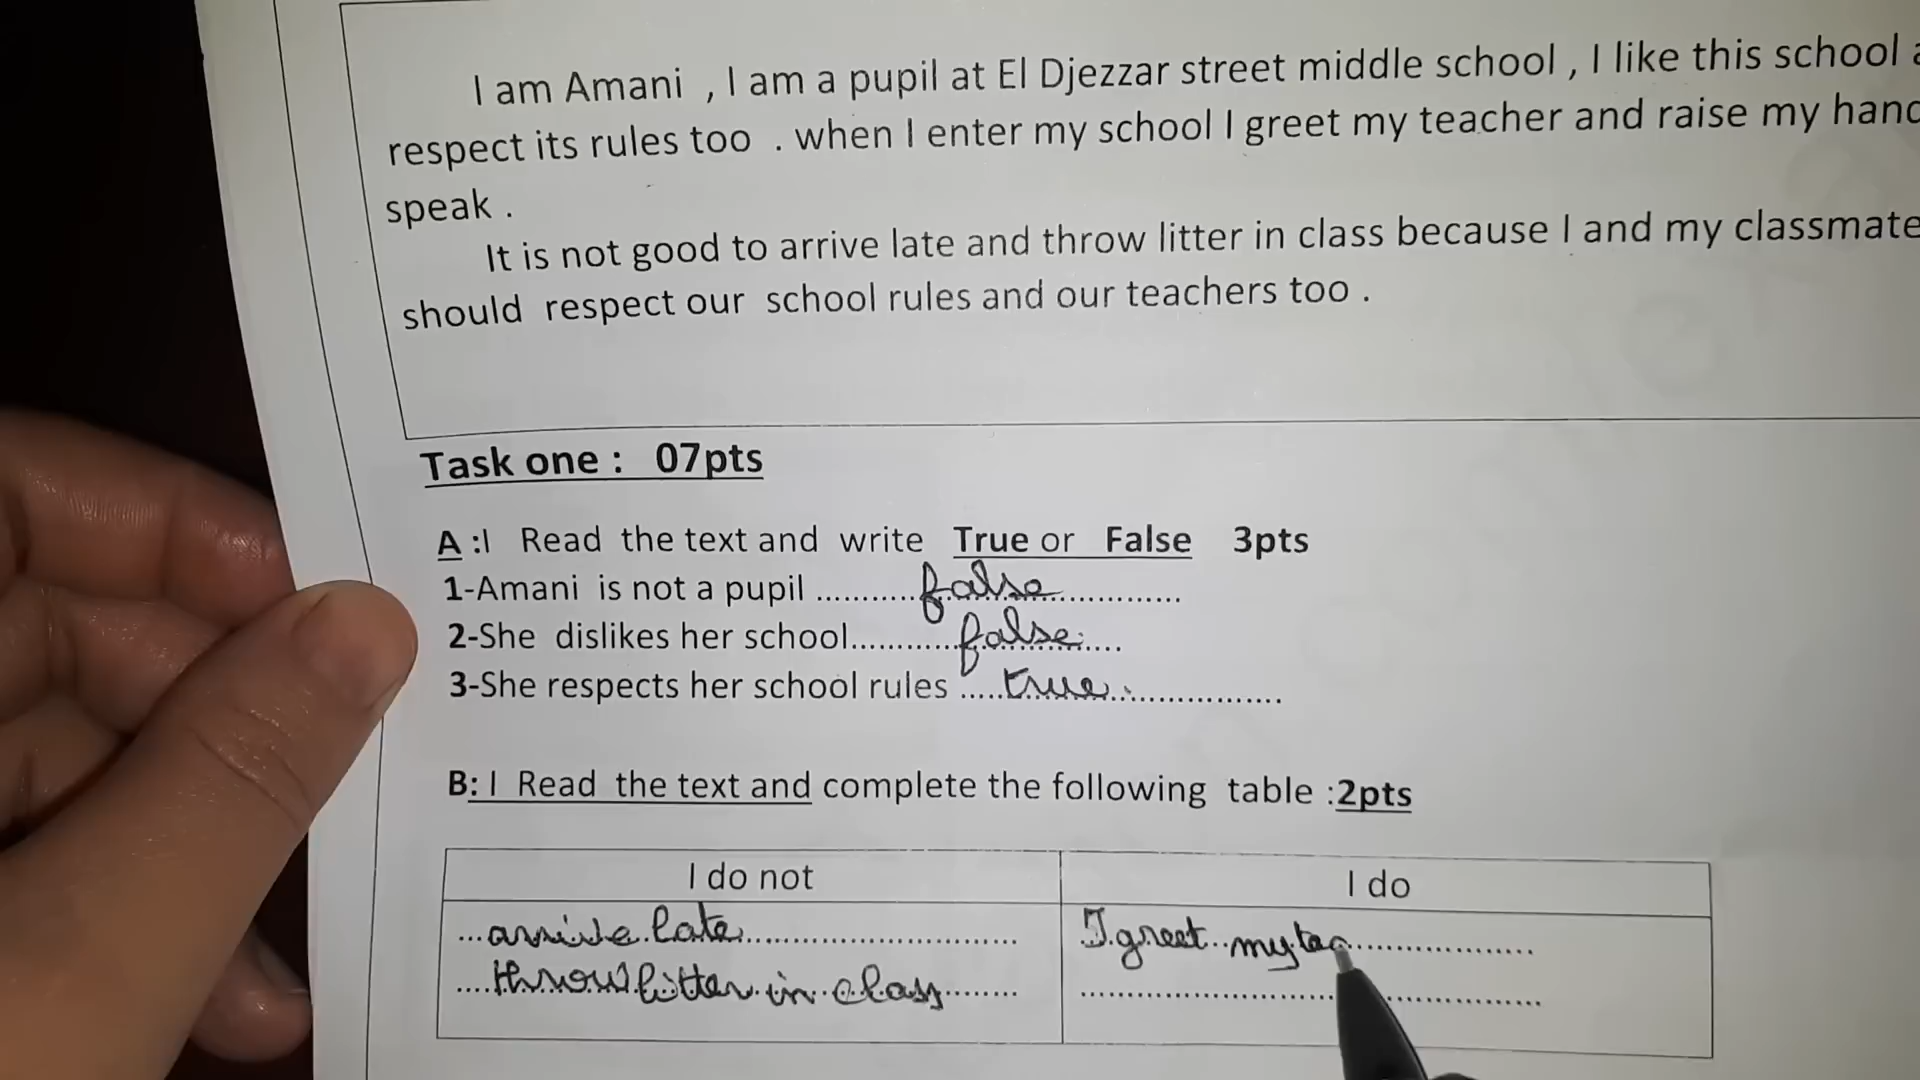 I am Amani , I am a pupil at El Djezzar street middle school , I like this school
respect its rules too . when I enter my school I greet my teacher and raise my hand
speak .
It is not good to arrive late and throw litter in class because I and my classmate
should respect our school rules and our teachers too .
Task one : 07pts
A :I Read the text and write True or False 3pts
1-Amani is not a pupil ..........false..............................
2-She dislikes her school...........false.......
3-She respects her school rules .....true......................
B: I Read the text and complete the following table :2pts
I do not
I do
...arrive late..............................
I greet my tea....................
....throw litter in class........
............................................